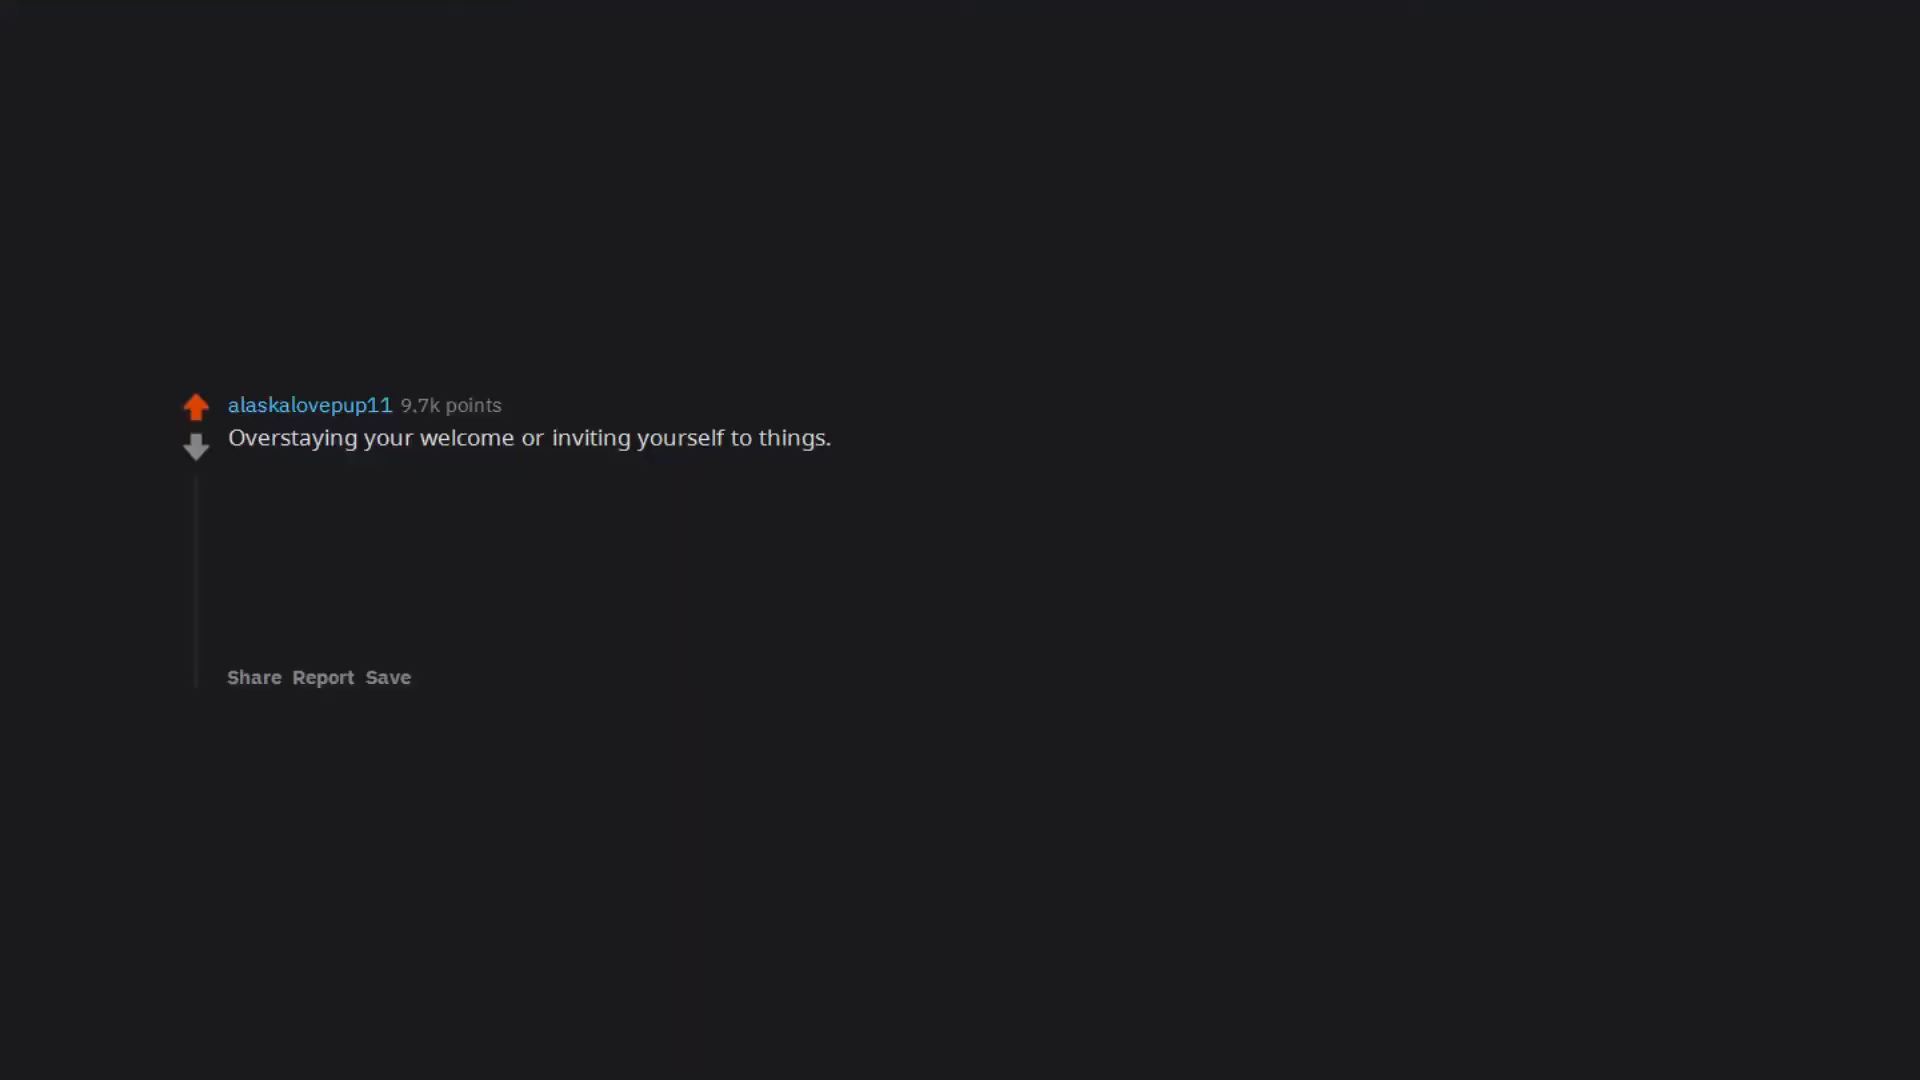 alaskalovepup11 9.7k points
Overstaying your welcome or inviting yourself to things.
Share Report Save